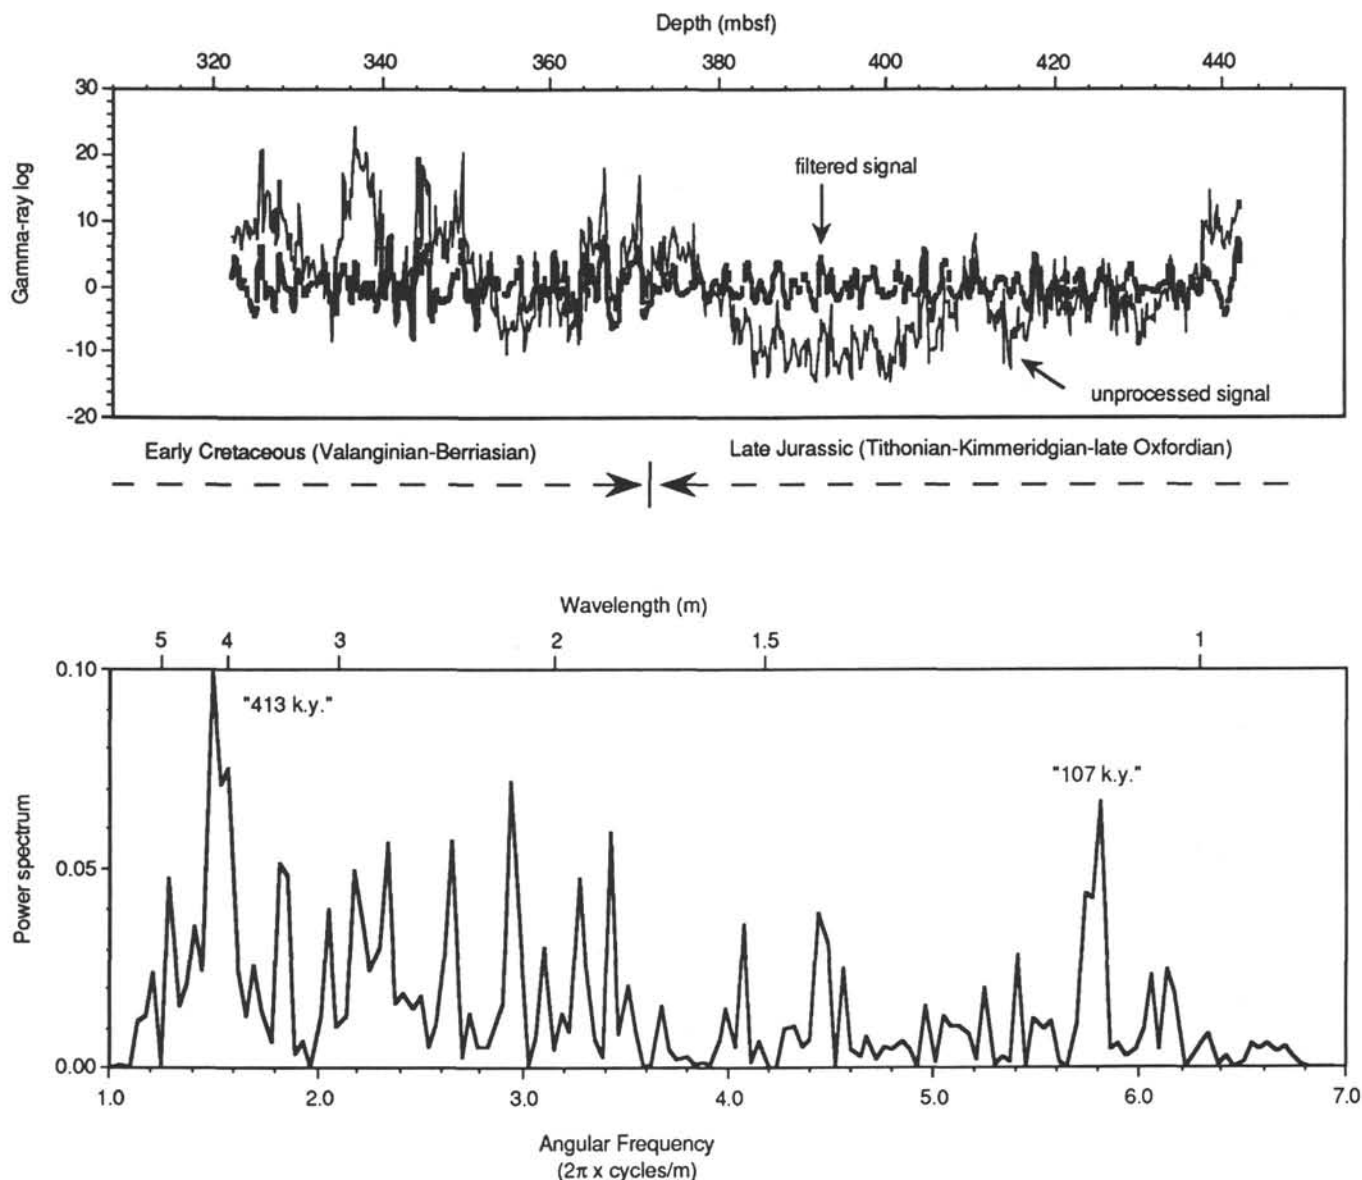 Depth (mbsf)
320 340 360 380 400 420 440
30
20
10
0
-10
-20
Gamma-ray log
filtered signal
unprocessed signal
Early Cretaceous (Valanginian-Berriasian) Late Jurassic (Tithonian-Kimmeridgian-late Oxfordian)
Wavelength (m)
5 4 3 2 1.5 1
0.10
0.05
0.00
Power spectrum
"413 k.y."
"107 k.y."
1.0 2.0 3.0 4.0 5.0 6.0 7.0
Angular Frequency
(2π x cycles/m)